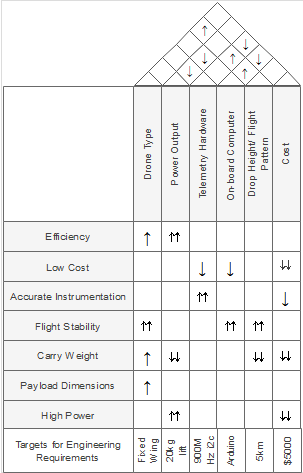 Drone Type
Power Output
Telemetry Hardware
On-board Computer
Drop Height/ Flight
Pattern
Cost
Efficiency
Low Cost
Accurate Instrumentation
Flight Stability
Carry Weight
Payload Dimensions
High Power
Targets for Engineering
Requirements
Fixed
Wing
20kg
lift
900M
Hz i2c
Arduino
5km
$5000